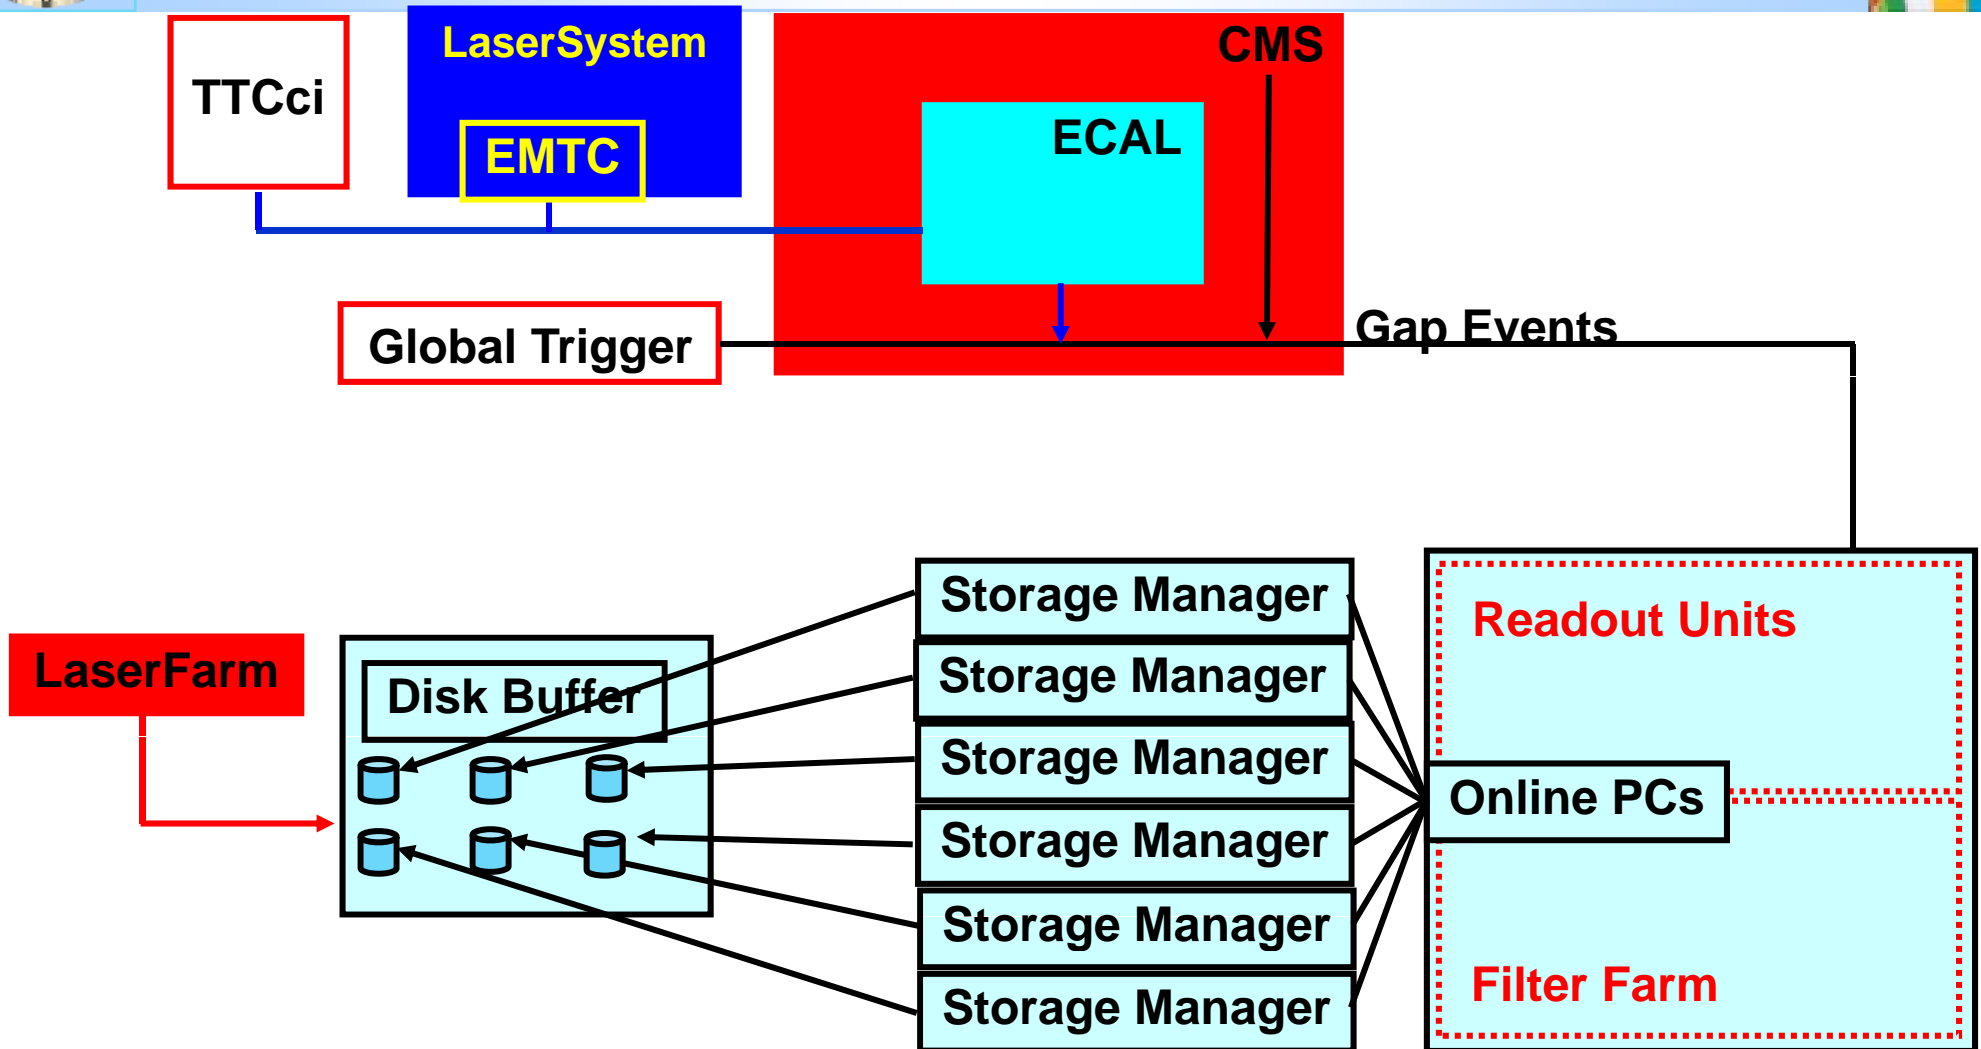 TTCci
LaserSystem
EMTC
CMS
ECAL
Global Trigger
Gap Events
Storage Manager
Storage Manager
Storage Manager
Storage Manager
Storage Manager
Storage Manager
Readout Units
Online PCs
Filter Farm
LaserFarm
Disk Buffer